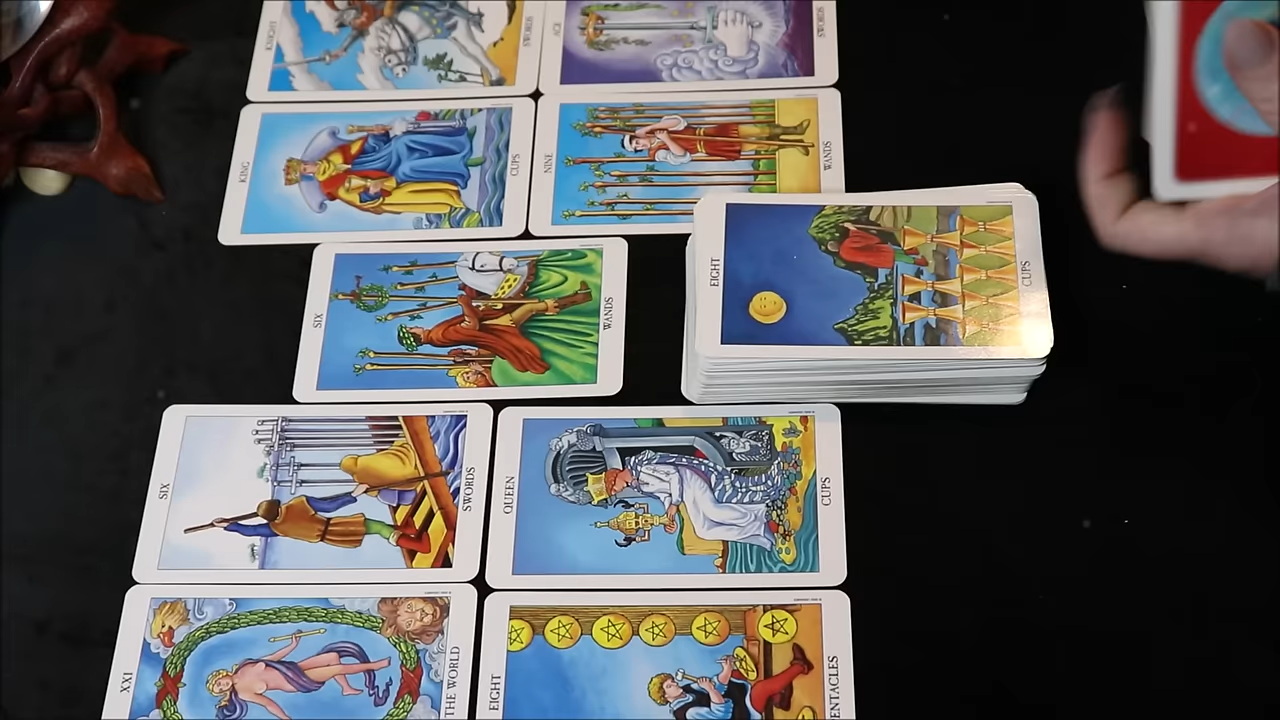 KNIGHT
SWORDS
ACE
SWORDS
KING
CUPS
NINE
WANDS
EIGHT
CUPS
SIX
WANDS
SIX
SWORDS
QUEEN
CUPS
XXI
THE WORLD
EIGHT
ENTACLES